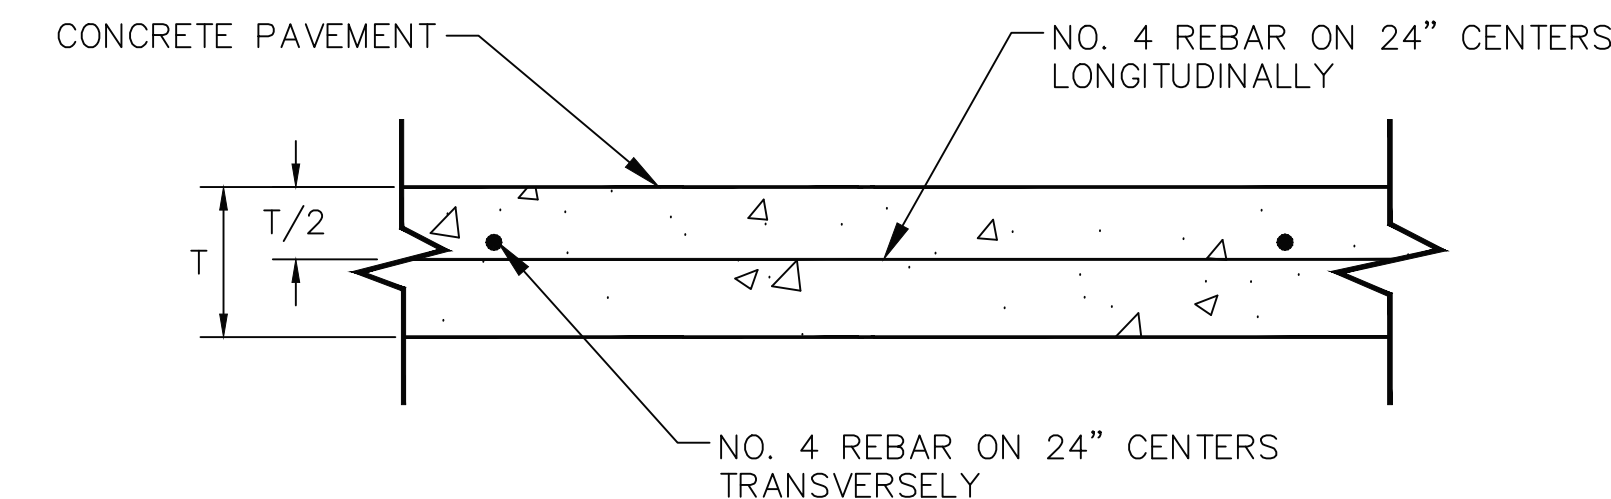 CONCRETE PAVEMENT
NO. 4 REBAR ON 24” CENTERS
LONGITUDINALLY
T/2
T
NO. 4 REBAR ON 24” CENTERS
TRANSVERSELY